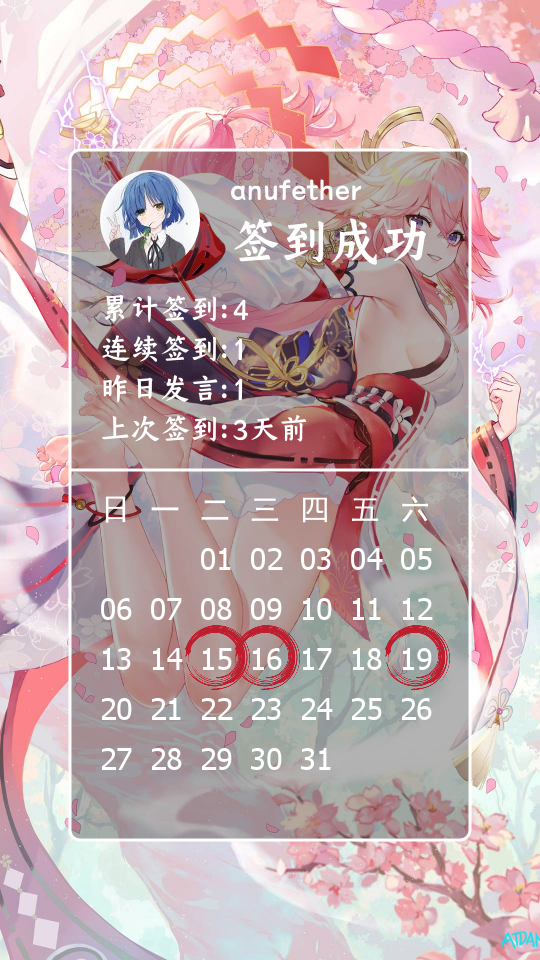 anufether
签到成功
累计签到:4
连续签到:1
昨日发言:1
上次签到:3天前
日 一 二 三 四 五 六
01 02 03 04 05
06 07 08 09 10 11 12
13 14 15 16 17 18 19
20 21 22 23 24 25 26
27 28 29 30 31